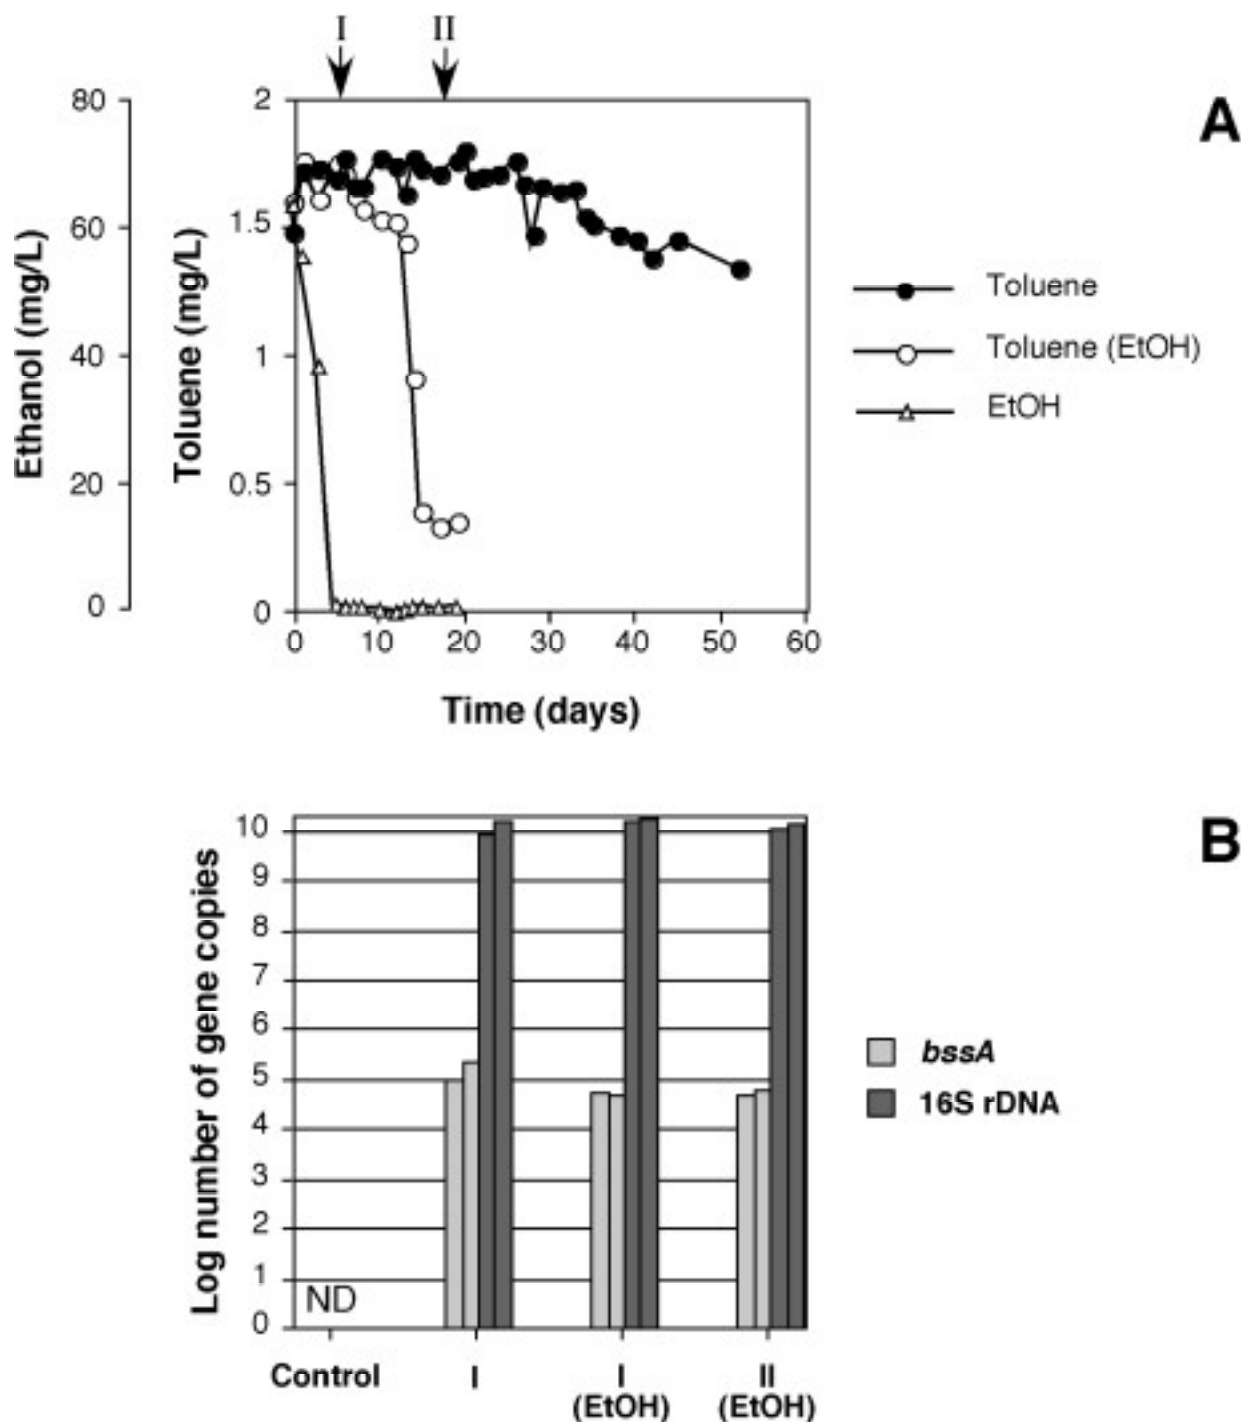 I II
A
Ethanol (mg/L)
80
60
40
20
0
Toluene (mg/L)
2
1.5
1
0.5
0
0 10 20 30 40 50 60
Time (days)
Toluene
Toluene (EtOH)
EtOH
B
Log number of gene copies
10
9
8
7
6
5
4
3
2
1
0
ND
Control I I II
(EtOH) (EtOH)
bssA
16S rDNA